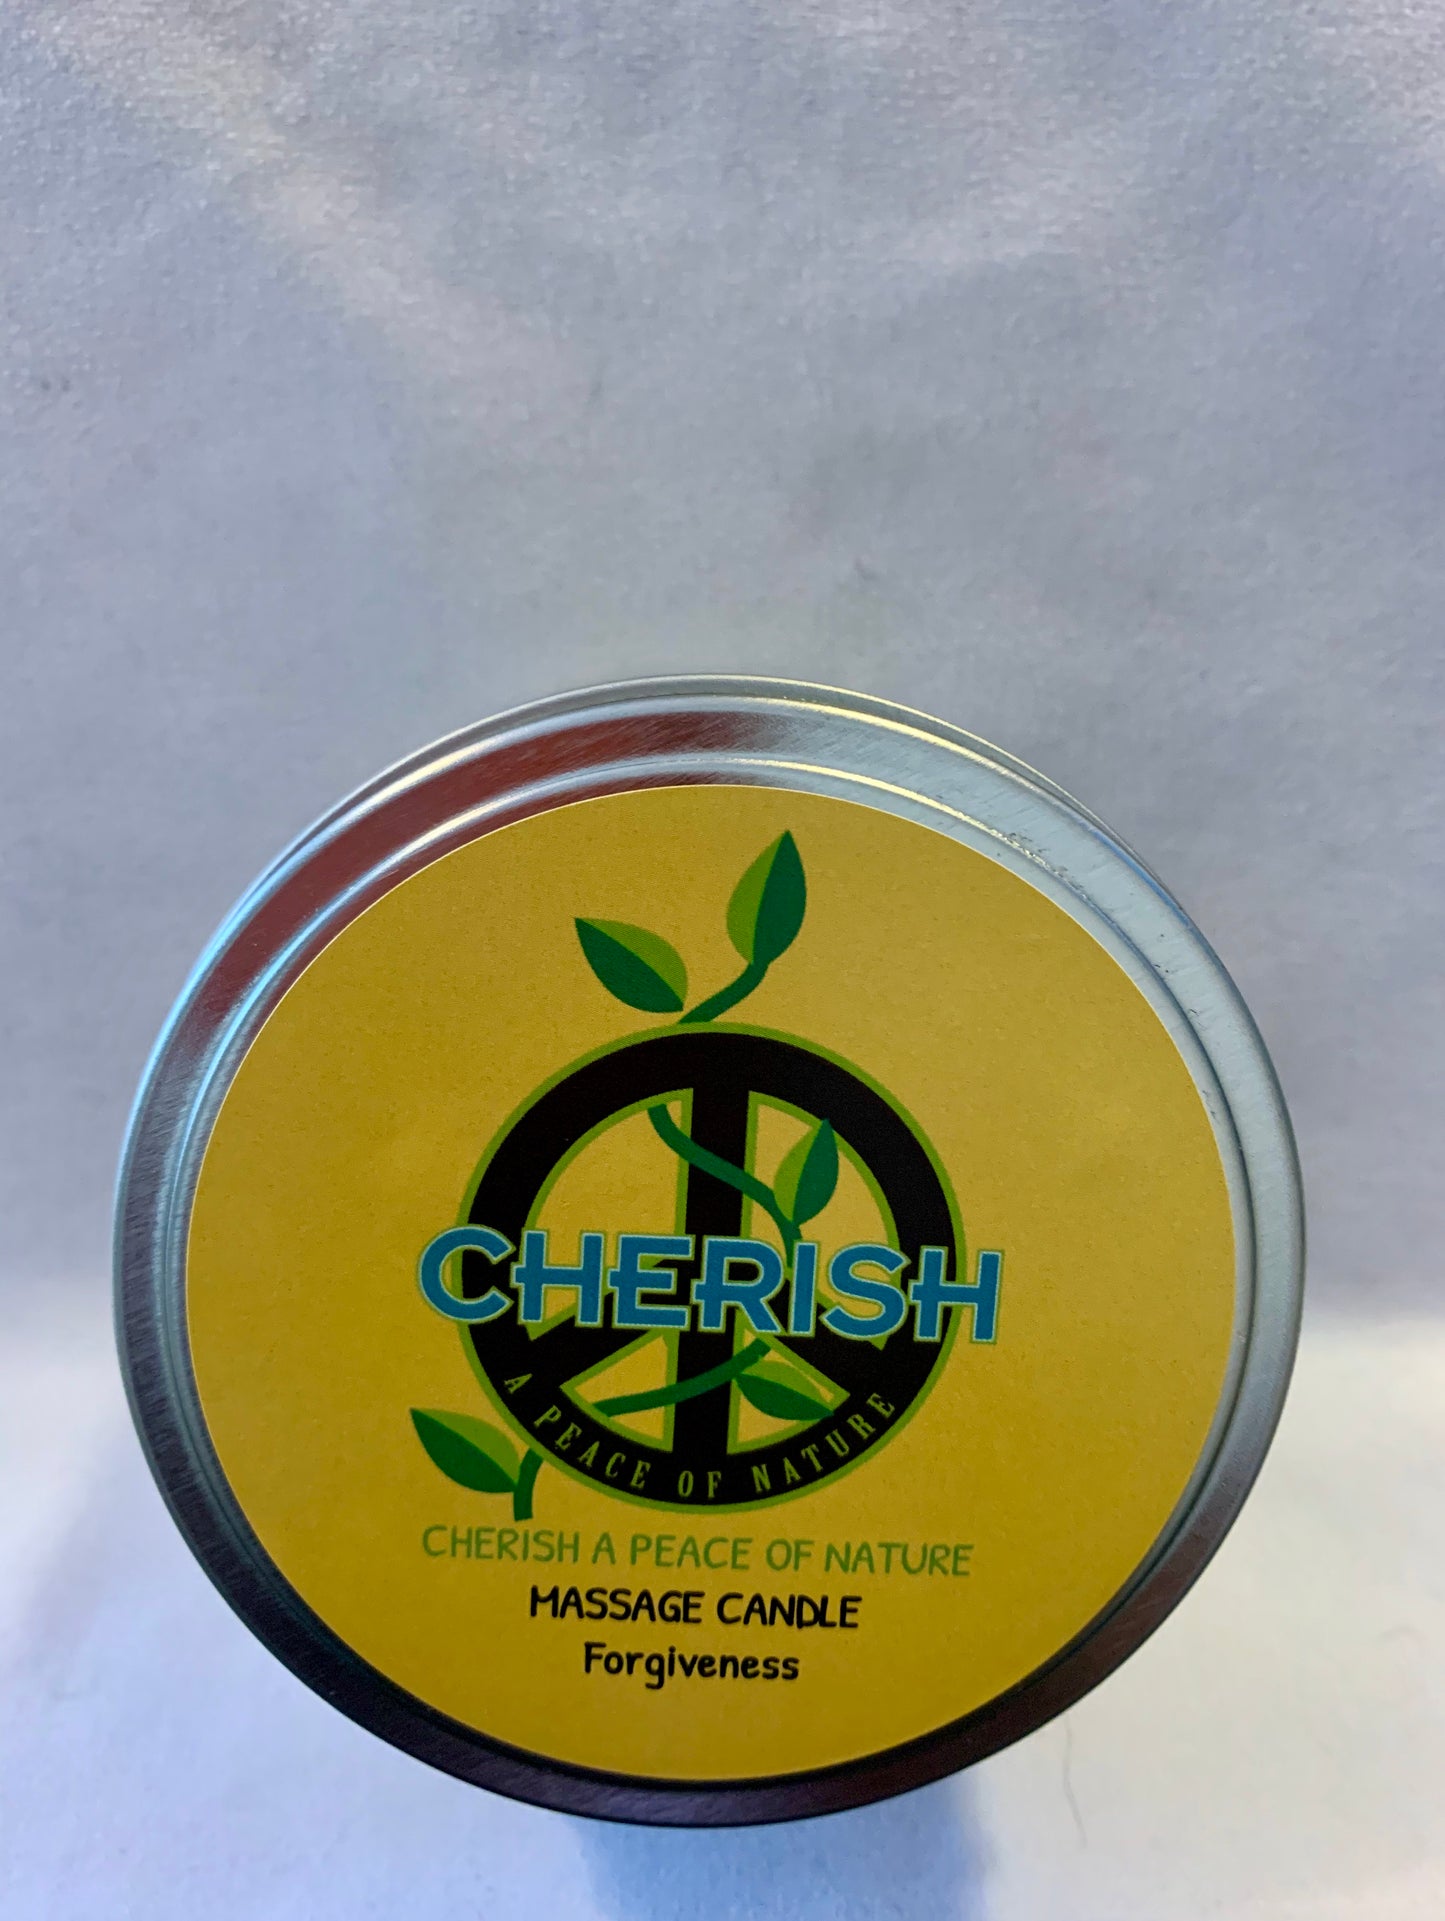 CHERISH
A PEACE OF NATURE
CHERISH A PEACE OF NATURE
MASSAGE CANDLE
Forgiveness